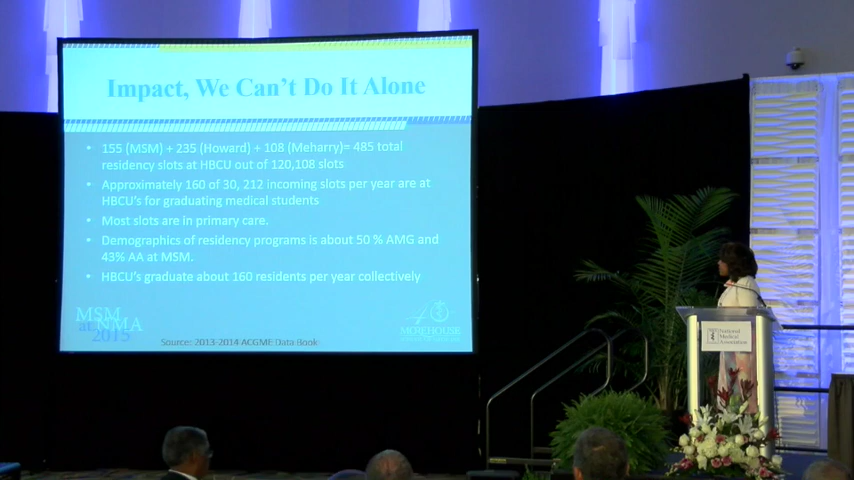 Impact, We Can't Do It Alone
• 155 (MSM) + 235 (Howard) + 108 (Meharry)= 485 total
residency slots at HBCU out of 120,108 slots
• Approximately 160 of 30, 212 incoming slots per year are at
HBCU's for graduating medical students
• Most slots are in primary care.
• Demographics of residency programs is about 50 % AMG and
43% AA at MSM.
• HBCU's graduate about 160 residents per year collectively
MSM
at NMA
2015
MOREHOUSE
Source: 2013-2014 ACGME Data Book
National
Medical
Association